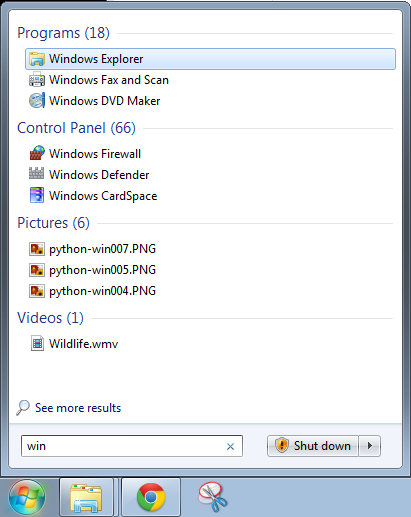 Programs (18)
Windows Explorer
Windows Fax and Scan
Windows DVD Maker
Control Panel (66)
Windows Firewall
Windows Defender
Windows CardSpace
Pictures (6)
python-win007.PNG
python-win005.PNG
python-win004.PNG
Videos (1)
Wildlife.wmv
See more results
win
Shut down